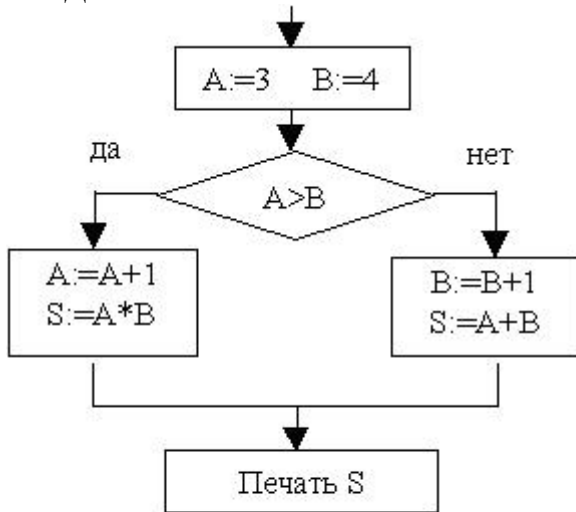 A:=3 B:=4
да
нет
A>B
A:=A+1
S:=A*B
B:=B+1
S:=A+B
Печать S